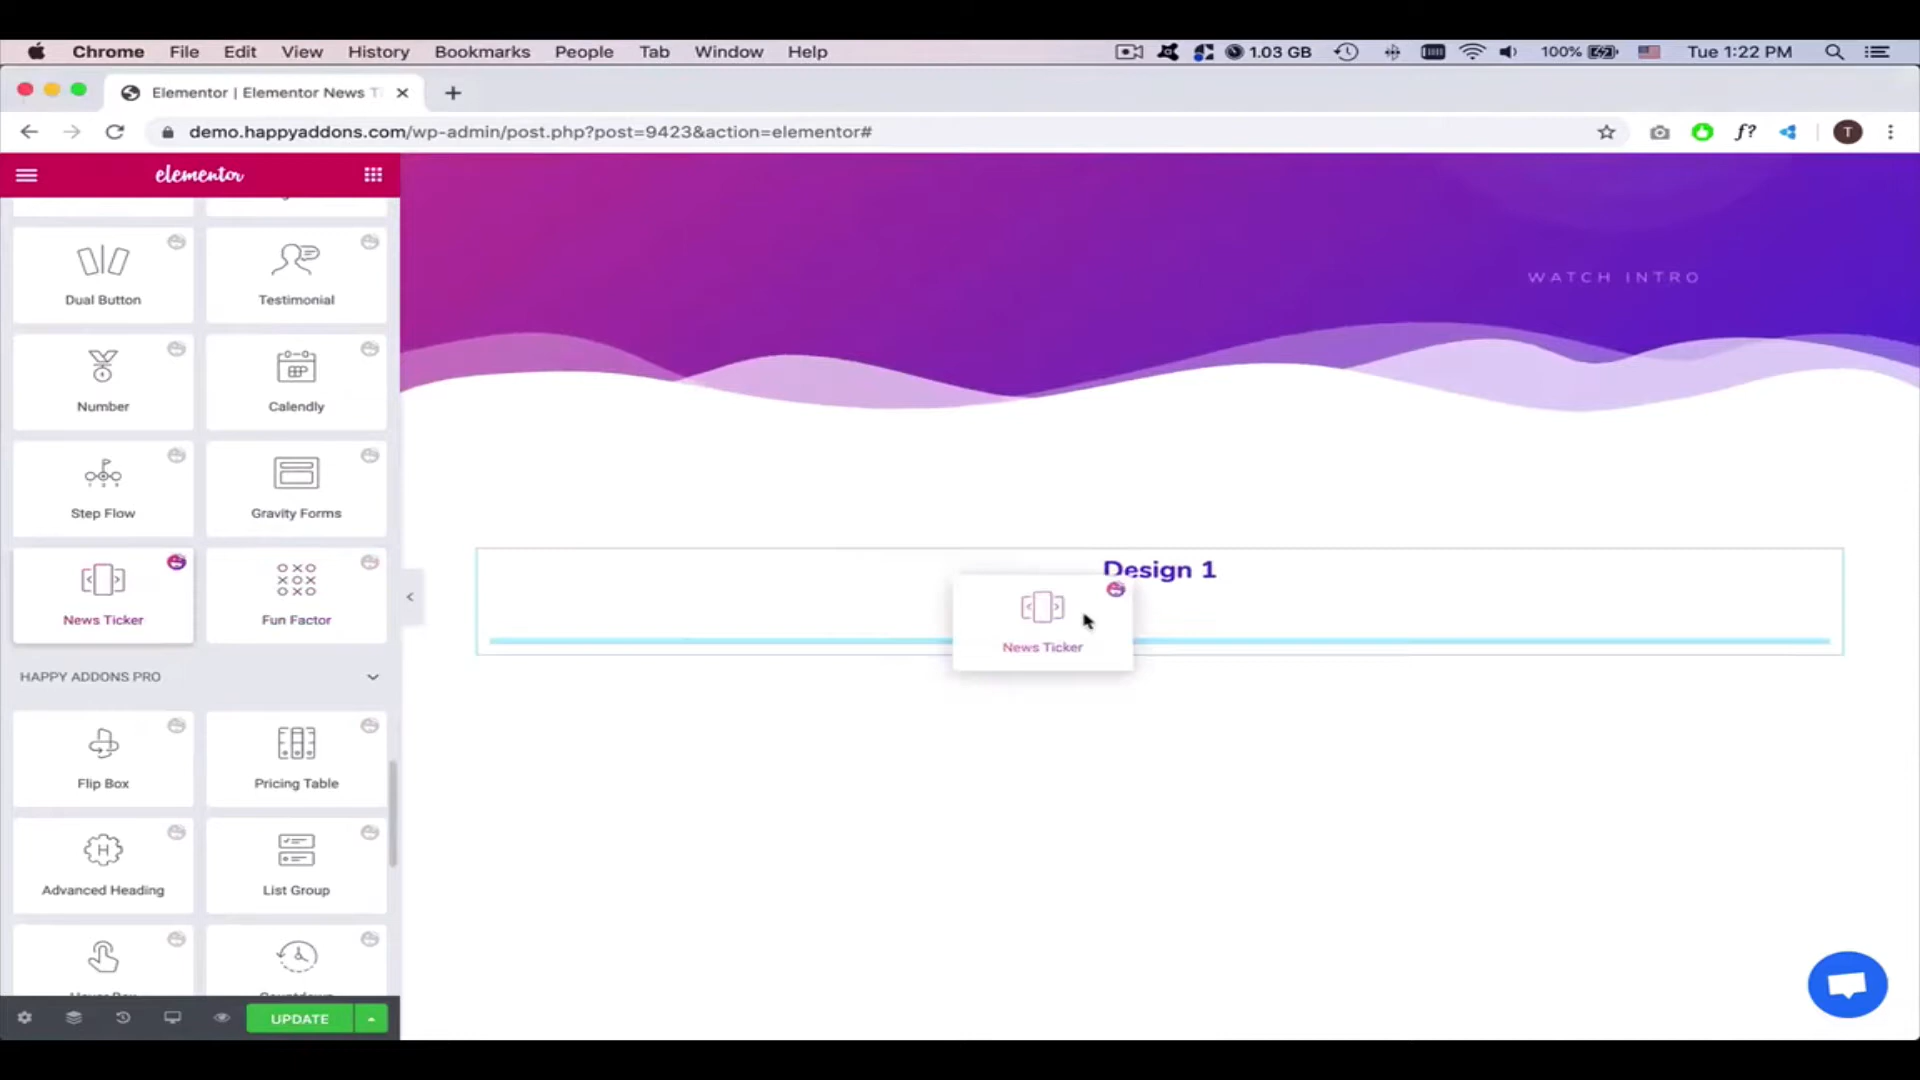 Chrome File Edit View History Bookmarks People Tab Window Help 1.03 GB 100% Tue 1:22 PM
Elementor | Elementor News T
demo.happyaddons.com/wp-admin/post.php?post=9423&action=elementor#
f?
T
elementor
WATCH INTRO
Dual Button
Testimonial
Number
Calendly
Step Flow
Gravity Forms
News Ticker
Fun Factor
Design 1
News Ticker
HAPPY ADDONS PRO
Flip Box
Pricing Table
H
Advanced Heading
List Group
UPDATE